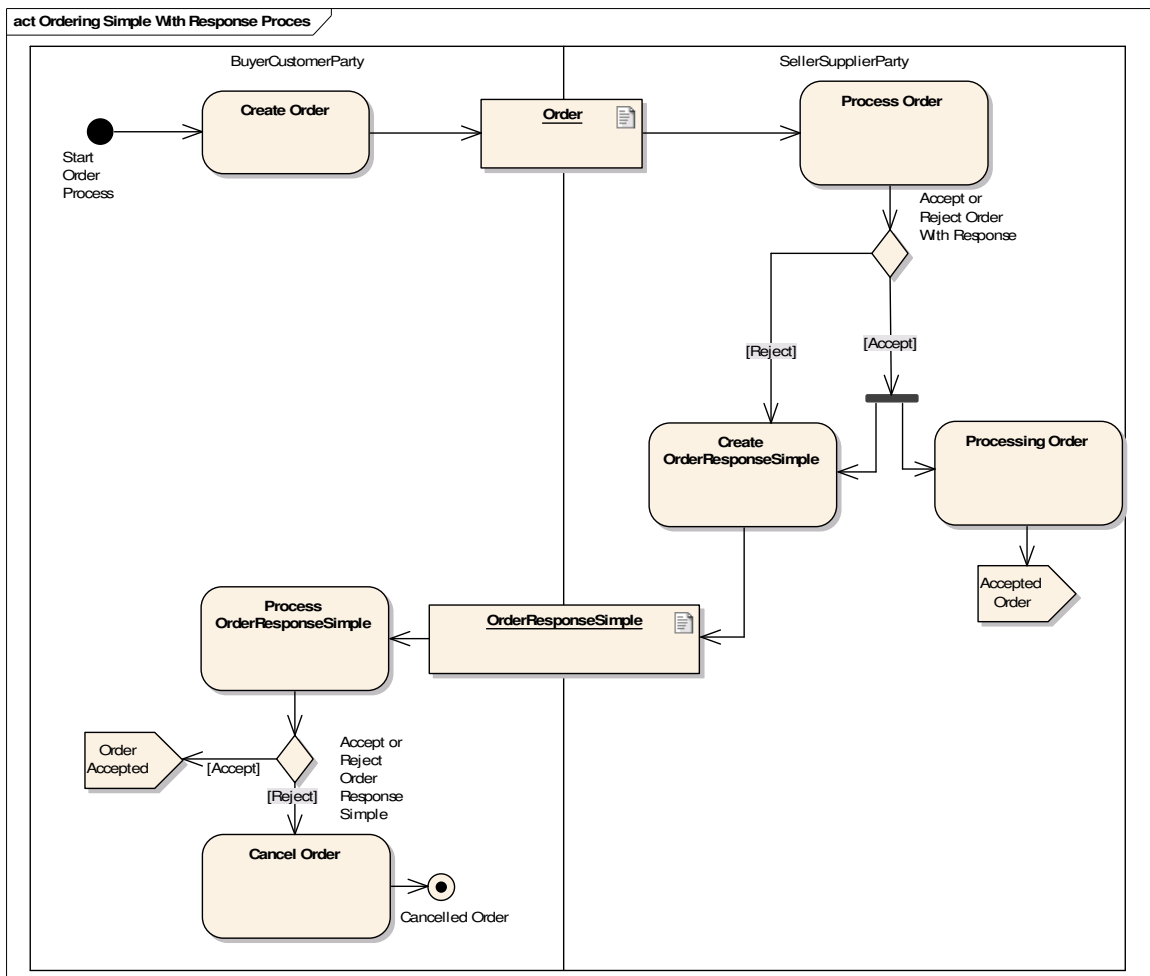 act Ordering Simple With Response Proces
BuyerCustomerParty
SellerSupplierParty
Create Order
Order
Process Order
Start
Order
Process
Accept or
Reject Order
With Response
[Reject]
[Accept]
Create
OrderResponseSimple
Processing Order
Accepted
Order
Process
OrderResponseSimple
OrderResponseSimple
Order
Accepted
[Accept]
Accept or
Reject
Order
Response
Simple
[Reject]
Cancel Order
Cancelled Order